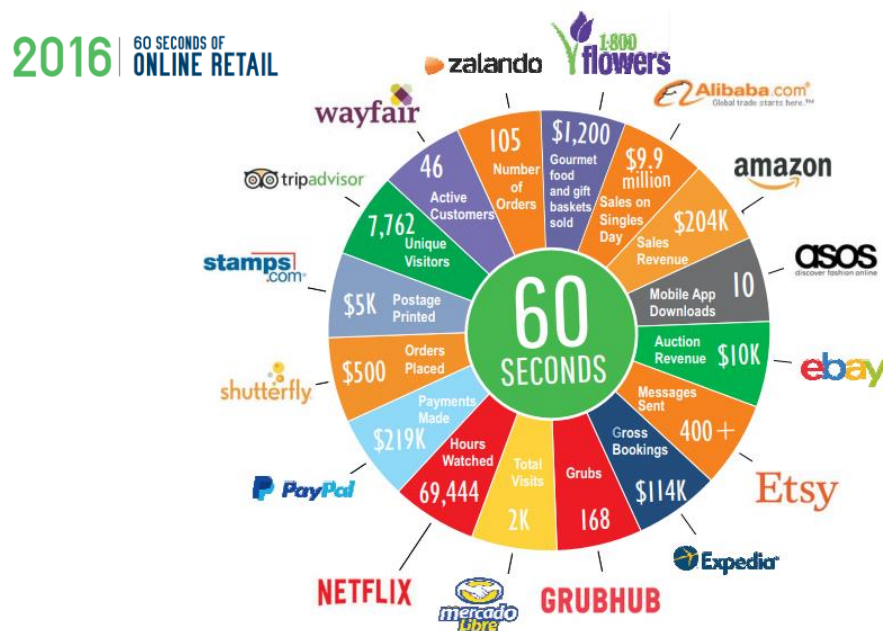 2016
60 SECONDS OF
ONLINE RETAIL
zalando
1·800
flowers
Alibaba.com®
Global trade starts here.™
wayfair
amazon
tripadvisor
asos
discover fashion online
stamps
.com®
ebay
shutterfly
Etsy
PayPal
Expedia
NETFLIX
mercado
libre
GRUBHUB
60
SECONDS
$1,200
Gourmet
food
and gift
baskets
sold
$9.9
million
Sales on
Singles
Day
$204K
Sales
Revenue
10
Mobile App
Downloads
Auction
Revenue
$10K
Messages
Sent
400+
Gross
Bookings
$114K
Grubs
168
Total
Visits
2K
Hours
Watched
69,444
Payments
Made
$219K
Orders
Placed
$500
$5K
Postage
Printed
7,762
Unique
Visitors
46
Active
Customers
105
Number
of
Orders